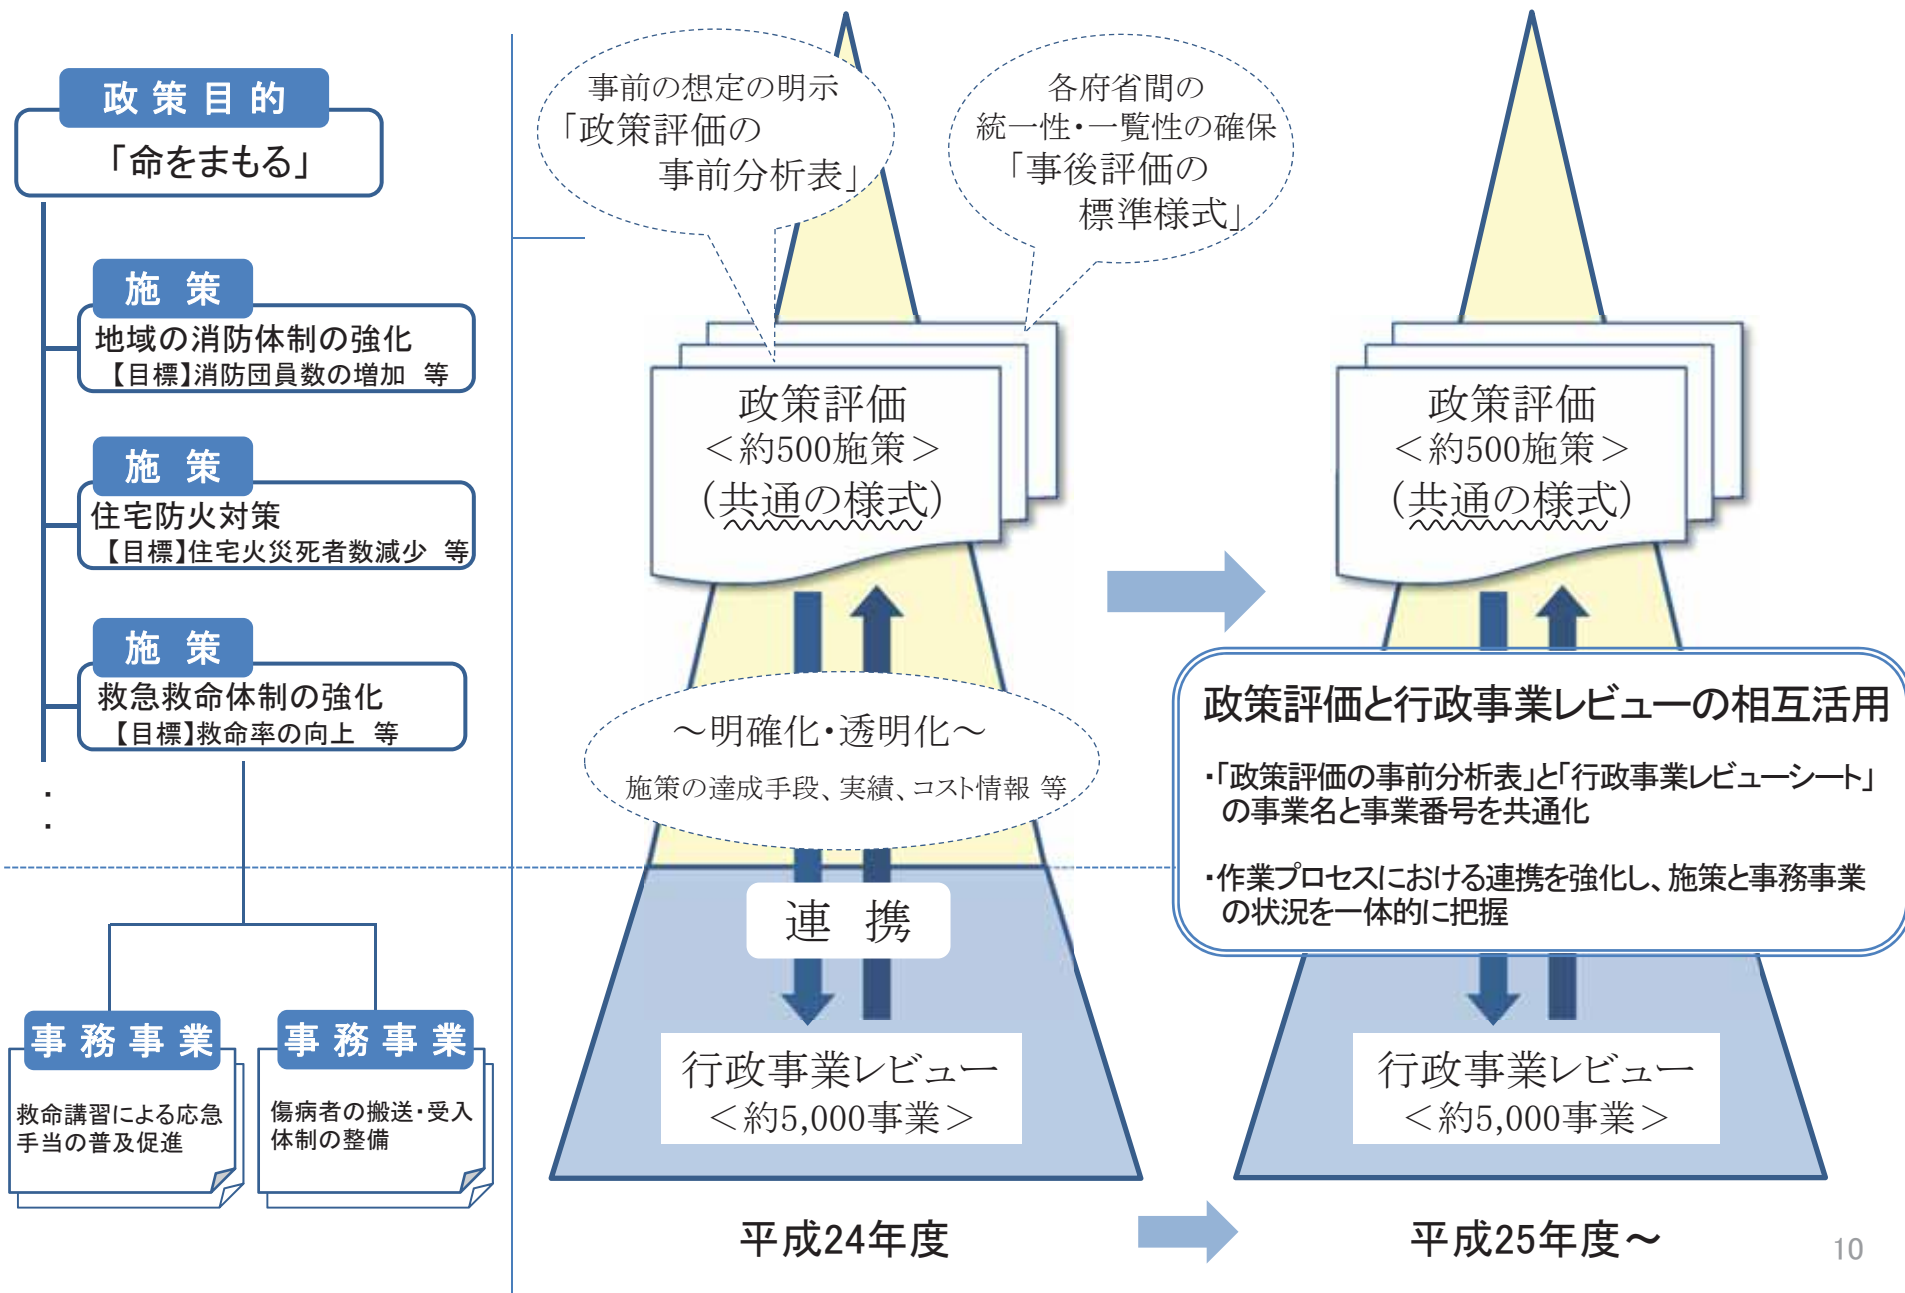 政策目的
「命をまもる」
施 策
地域の消防体制の強化
【目標】消防団員数の増加 等
施 策
住宅防火対策
【目標】住宅火災死者数減少 等
施 策
救急救命体制の強化
【目標】救命率の向上 等
・
・
事務事業
救命講習による応急
手当の普及促進
事務事業
傷病者の搬送・受入
体制の整備
事前の想定の明示
「政策評価の
事前分析表」
各府省間の
統一性・一覧性の確保
「事後評価の
標準様式」
政策評価
＜約500施策＞
（共通の様式）
～明確化・透明化～
施策の達成手段、実績、コスト情報 等
連 携
行政事業レビュー
＜約5,000事業＞
平成24年度
政策評価
＜約500施策＞
（共通の様式）
政策評価と行政事業レビューの相互活用
・「政策評価の事前分析表」と「行政事業レビューシート」
の事業名と事業番号を共通化
・作業プロセスにおける連携を強化し、施策と事務事業
の状況を一体的に把握
行政事業レビュー
＜約5,000事業＞
平成25年度～
10